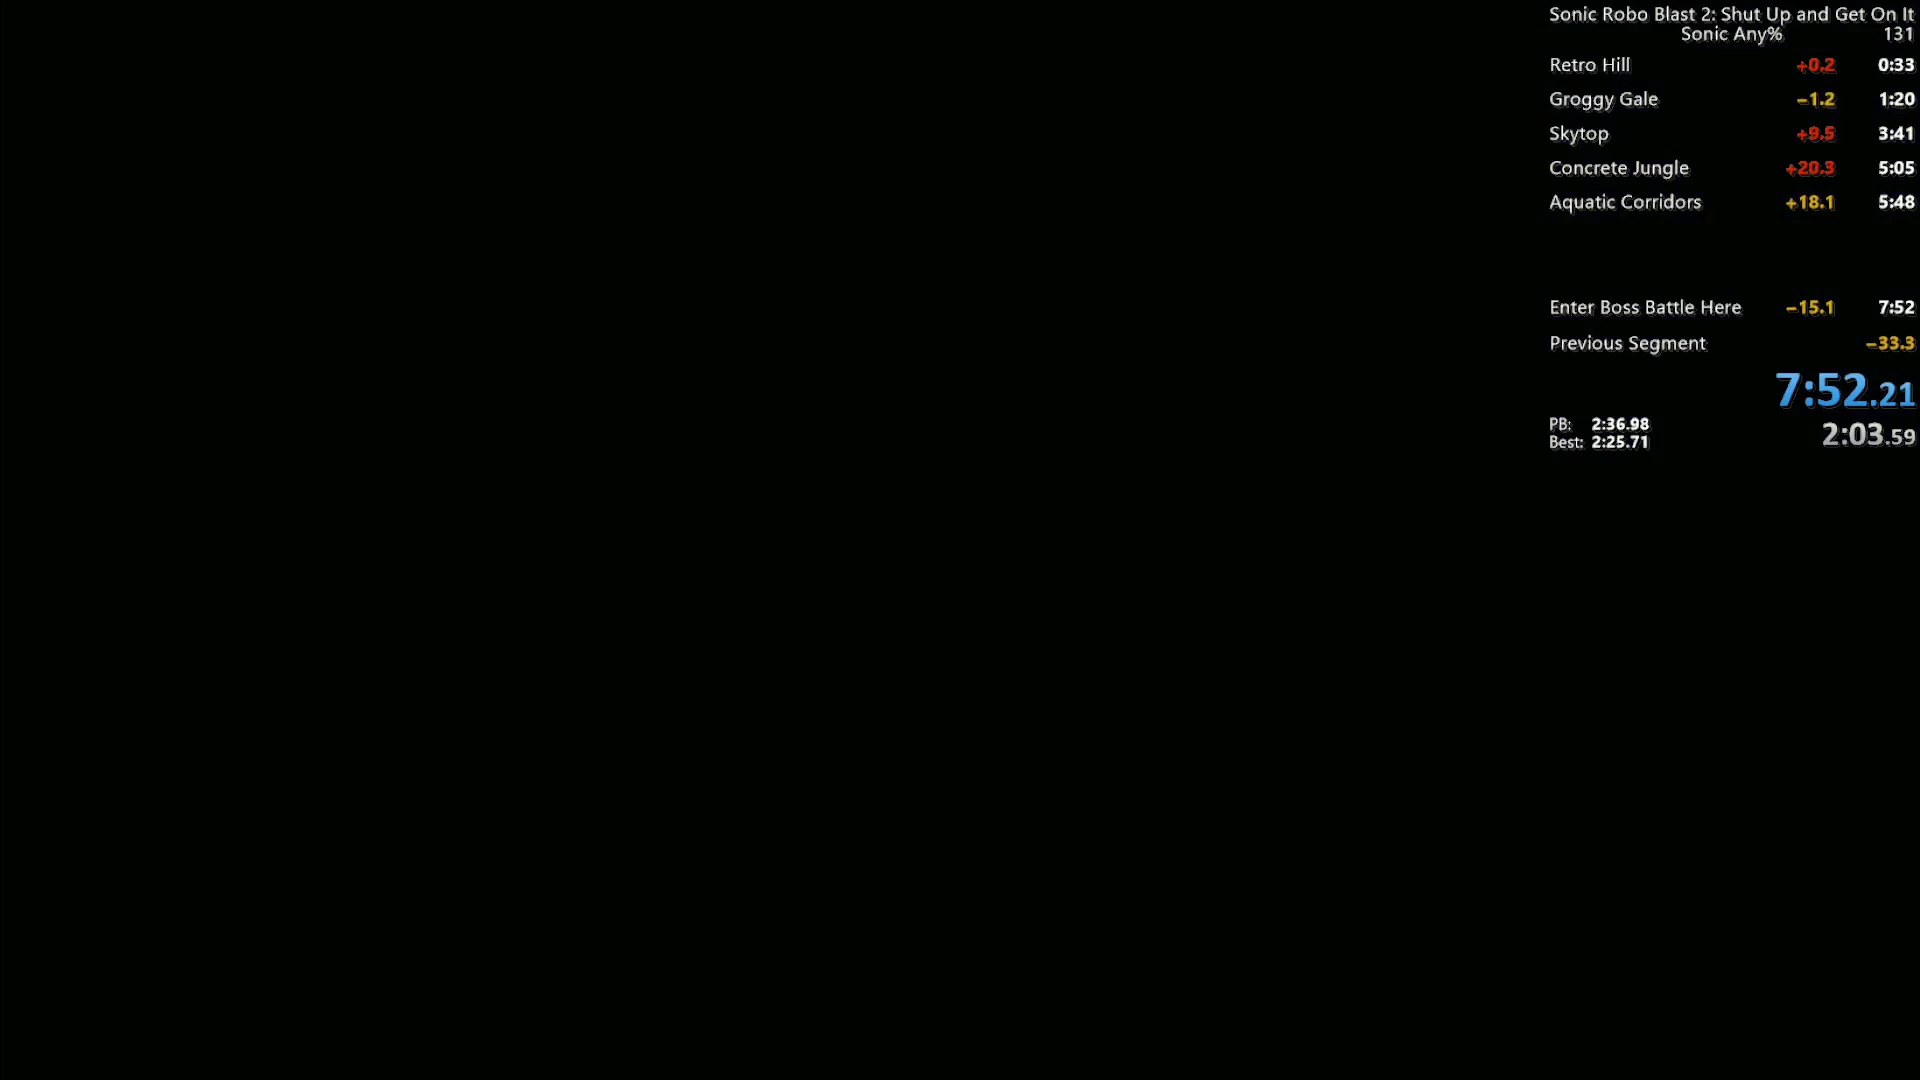 Sonic Robo Blast 2: Shut Up and Get On It
Sonic Any% 131
Retro Hill +0.2 0:33
Groggy Gale −1.2 1:20
Skytop +9.5 3:41
Concrete Jungle +20.3 5:05
Aquatic Corridors +18.1 5:48
Enter Boss Battle Here −15.1 7:52
Previous Segment −33.3
7:52.21
PB: 2:36.98
Best: 2:25.71
2:03.59